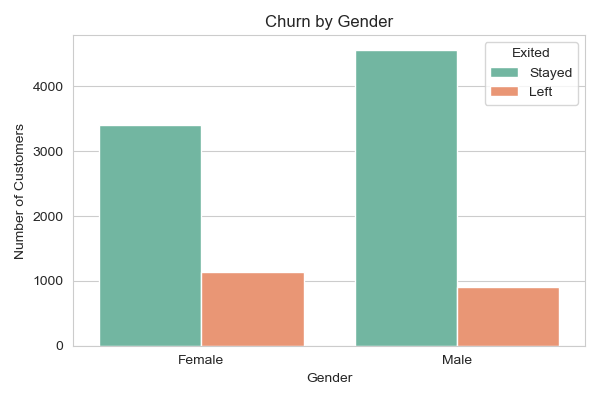 Churn by Gender
Exited
Stayed
Left
Number of Customers
4000
3000
2000
1000
0
Female
Male
Gender